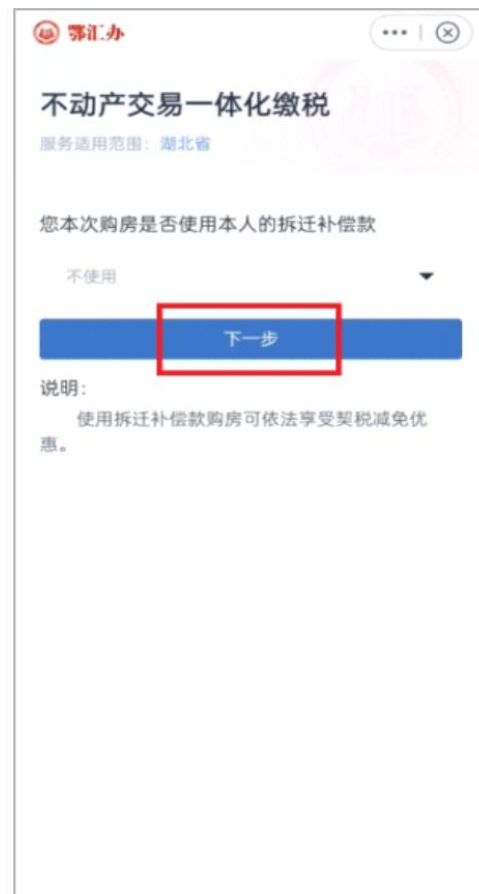 鄂汇办
不动产交易一体化缴税
服务适用范围：湖北省
您本次购房是否使用本人的拆迁补偿款
不使用
下一步
说明：
使用拆迁补偿款购房可依法享受契税减免优
惠。